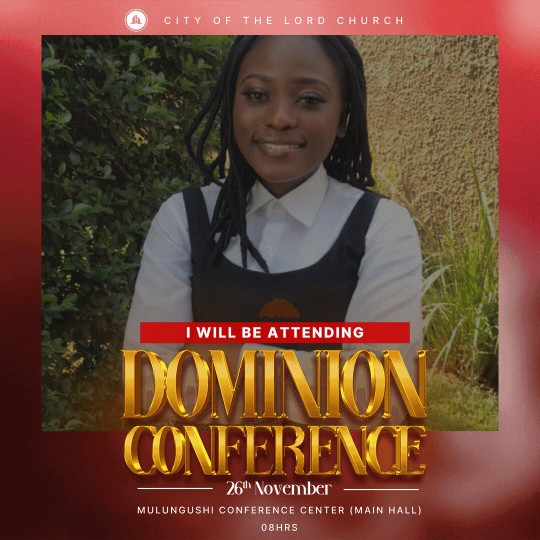 CITY OF THE LORD CHURCH
I WILL BE ATTENDING
DOMINION
CONFERENCE
26th November
MULUNGUSHI CONFERENCE CENTER (MAIN HALL)
08HRS